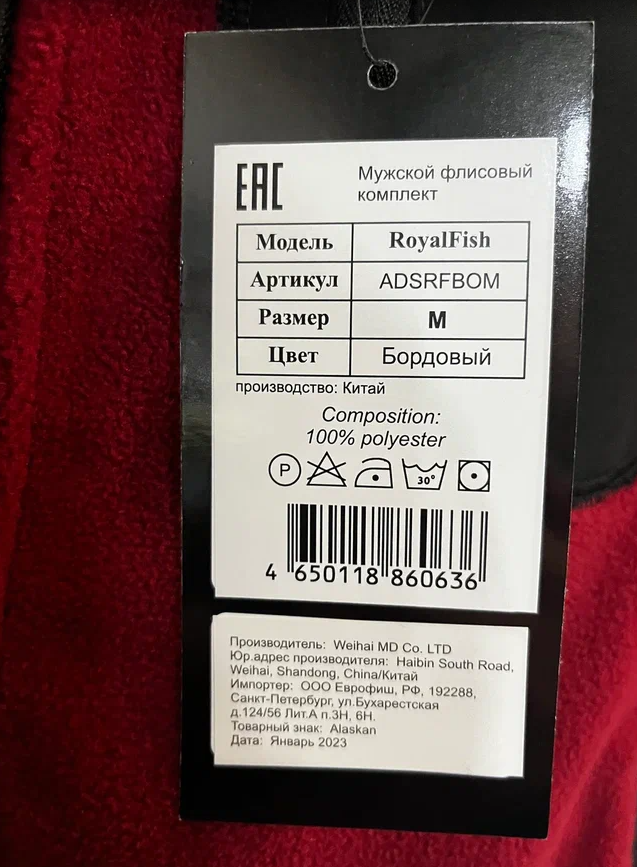 EAC
Мужской флисовый
комплект
Модель RoyalFish
Артикул ADSRFBOM
Размер M
Цвет Бордовый
производство: Китай
Composition:
100% polyester
P 30°
4 650118 860636
Производитель: Weihai MD Co. LTD
Юр.адрес производителя: Haibin South Road,
Weihai, Shandong, China/Китай
Импортер: ООО Еврофиш, РФ, 192288,
Санкт-Петербург, ул.Бухарестская
д.124/56 Лит.А п.3Н, 6Н.
Товарный знак: Alaskan
Дата: Январь 2023